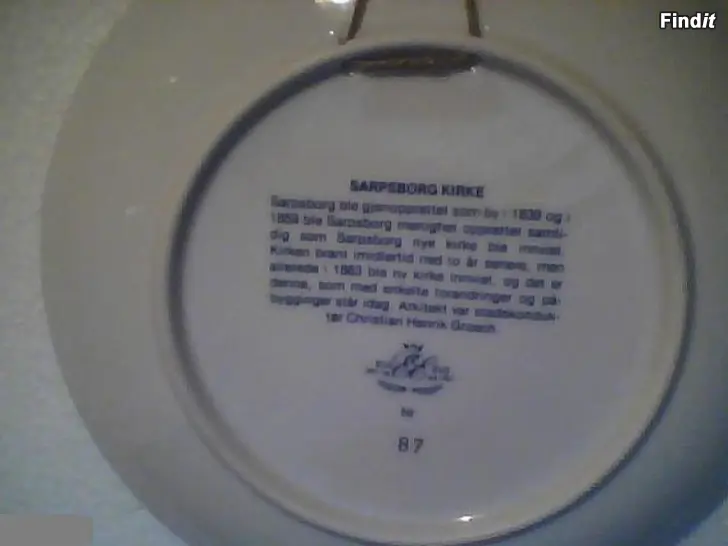 Findit
SARPSBORG KIRKE
Sarpsborg ble gjenopprettet som by i 1839 og i
1859 ble Sarpsborg menighet opprettet samti-
dig som Sarpsborg nye kirke ble innviet.
Kirken brant imidlertid ned to år senere, men
allerede i 1863 ble ny kirke innviet, og det er
denne, som med enkelte forandringer og på-
bygginger står idag. Arkitekt var stadskonduk-
tør Christian Henrik Grosch
Nr
87